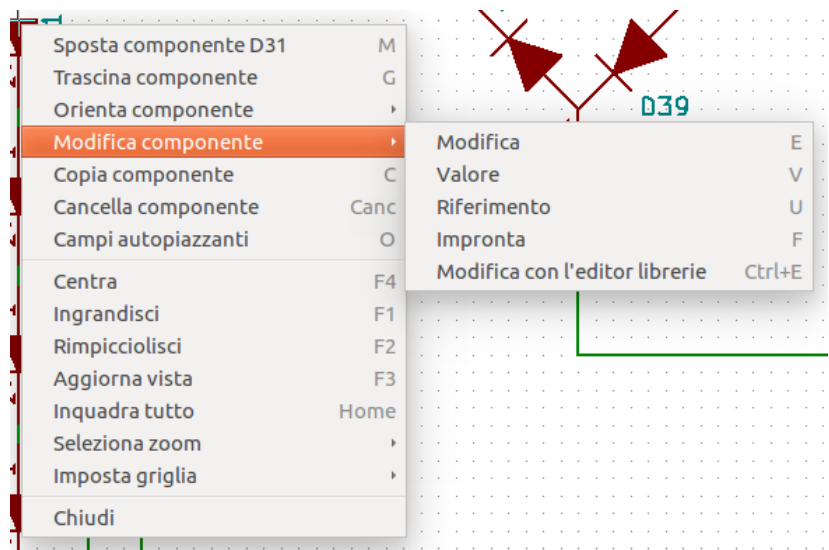 Sposta componente D31 M
Trascina componente G
Orienta componente
Modifica componente
Copia componente C
Cancella componente Canc
Campi autopiazzanti O
Centra F4
Ingrandisci F1
Rimpicciolisci F2
Aggiorna vista F3
Inquadra tutto Home
Seleziona zoom
Imposta griglia
Chiudi
D39
Modifica E
Valore V
Riferimento U
Impronta F
Modifica con l'editor librerie Ctrl+E